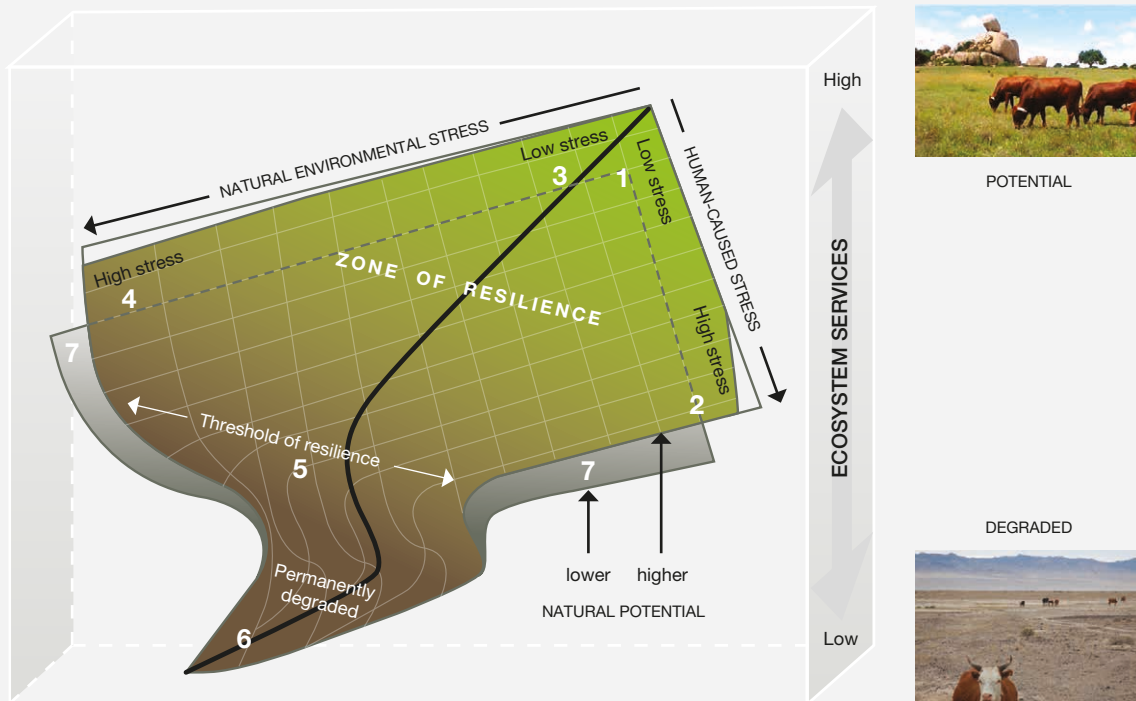 High
NATURAL ENVIRONMENTAL STRESS
Low stress
3
1
Low stress
HUMAN-CAUSED STRESS
POTENTIAL
High stress
4
ZONE OF RESILIENCE
High stress
2
7
ECOSYSTEM SERVICES
Threshold of resilience
5
7
DEGRADED
Permanently
degraded
lower
higher
NATURAL POTENTIAL
6
Low